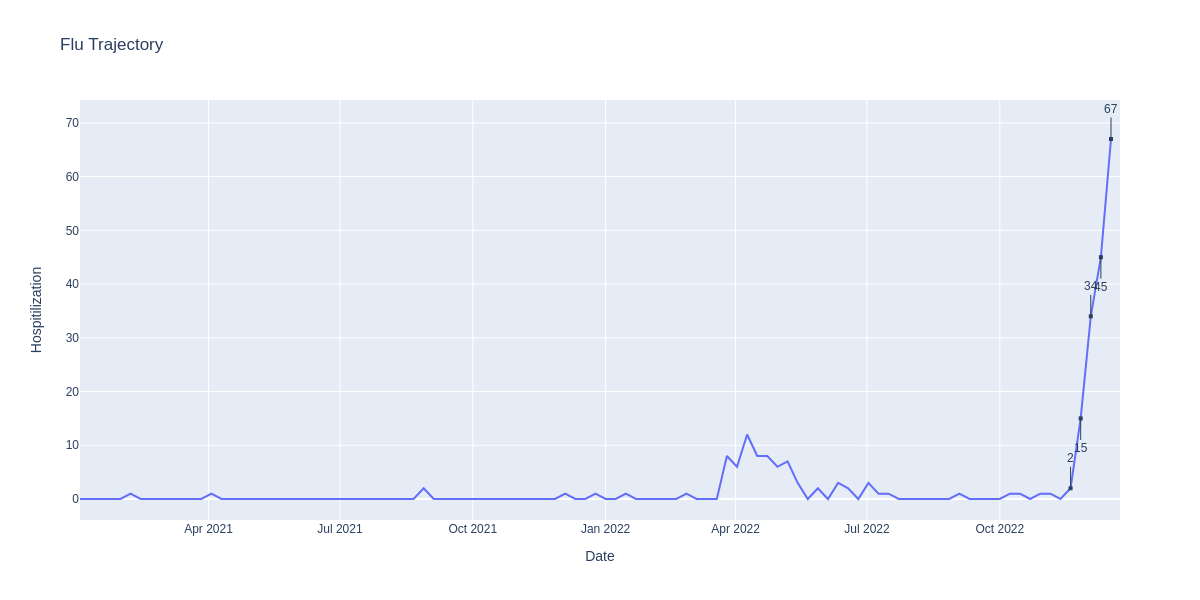 Flu Trajectory
67
70
60
50
40
30
20
10
0
34
45
15
2
Hospitilization
Apr 2021
Jul 2021
Oct 2021
Jan 2022
Apr 2022
Jul 2022
Oct 2022
Date